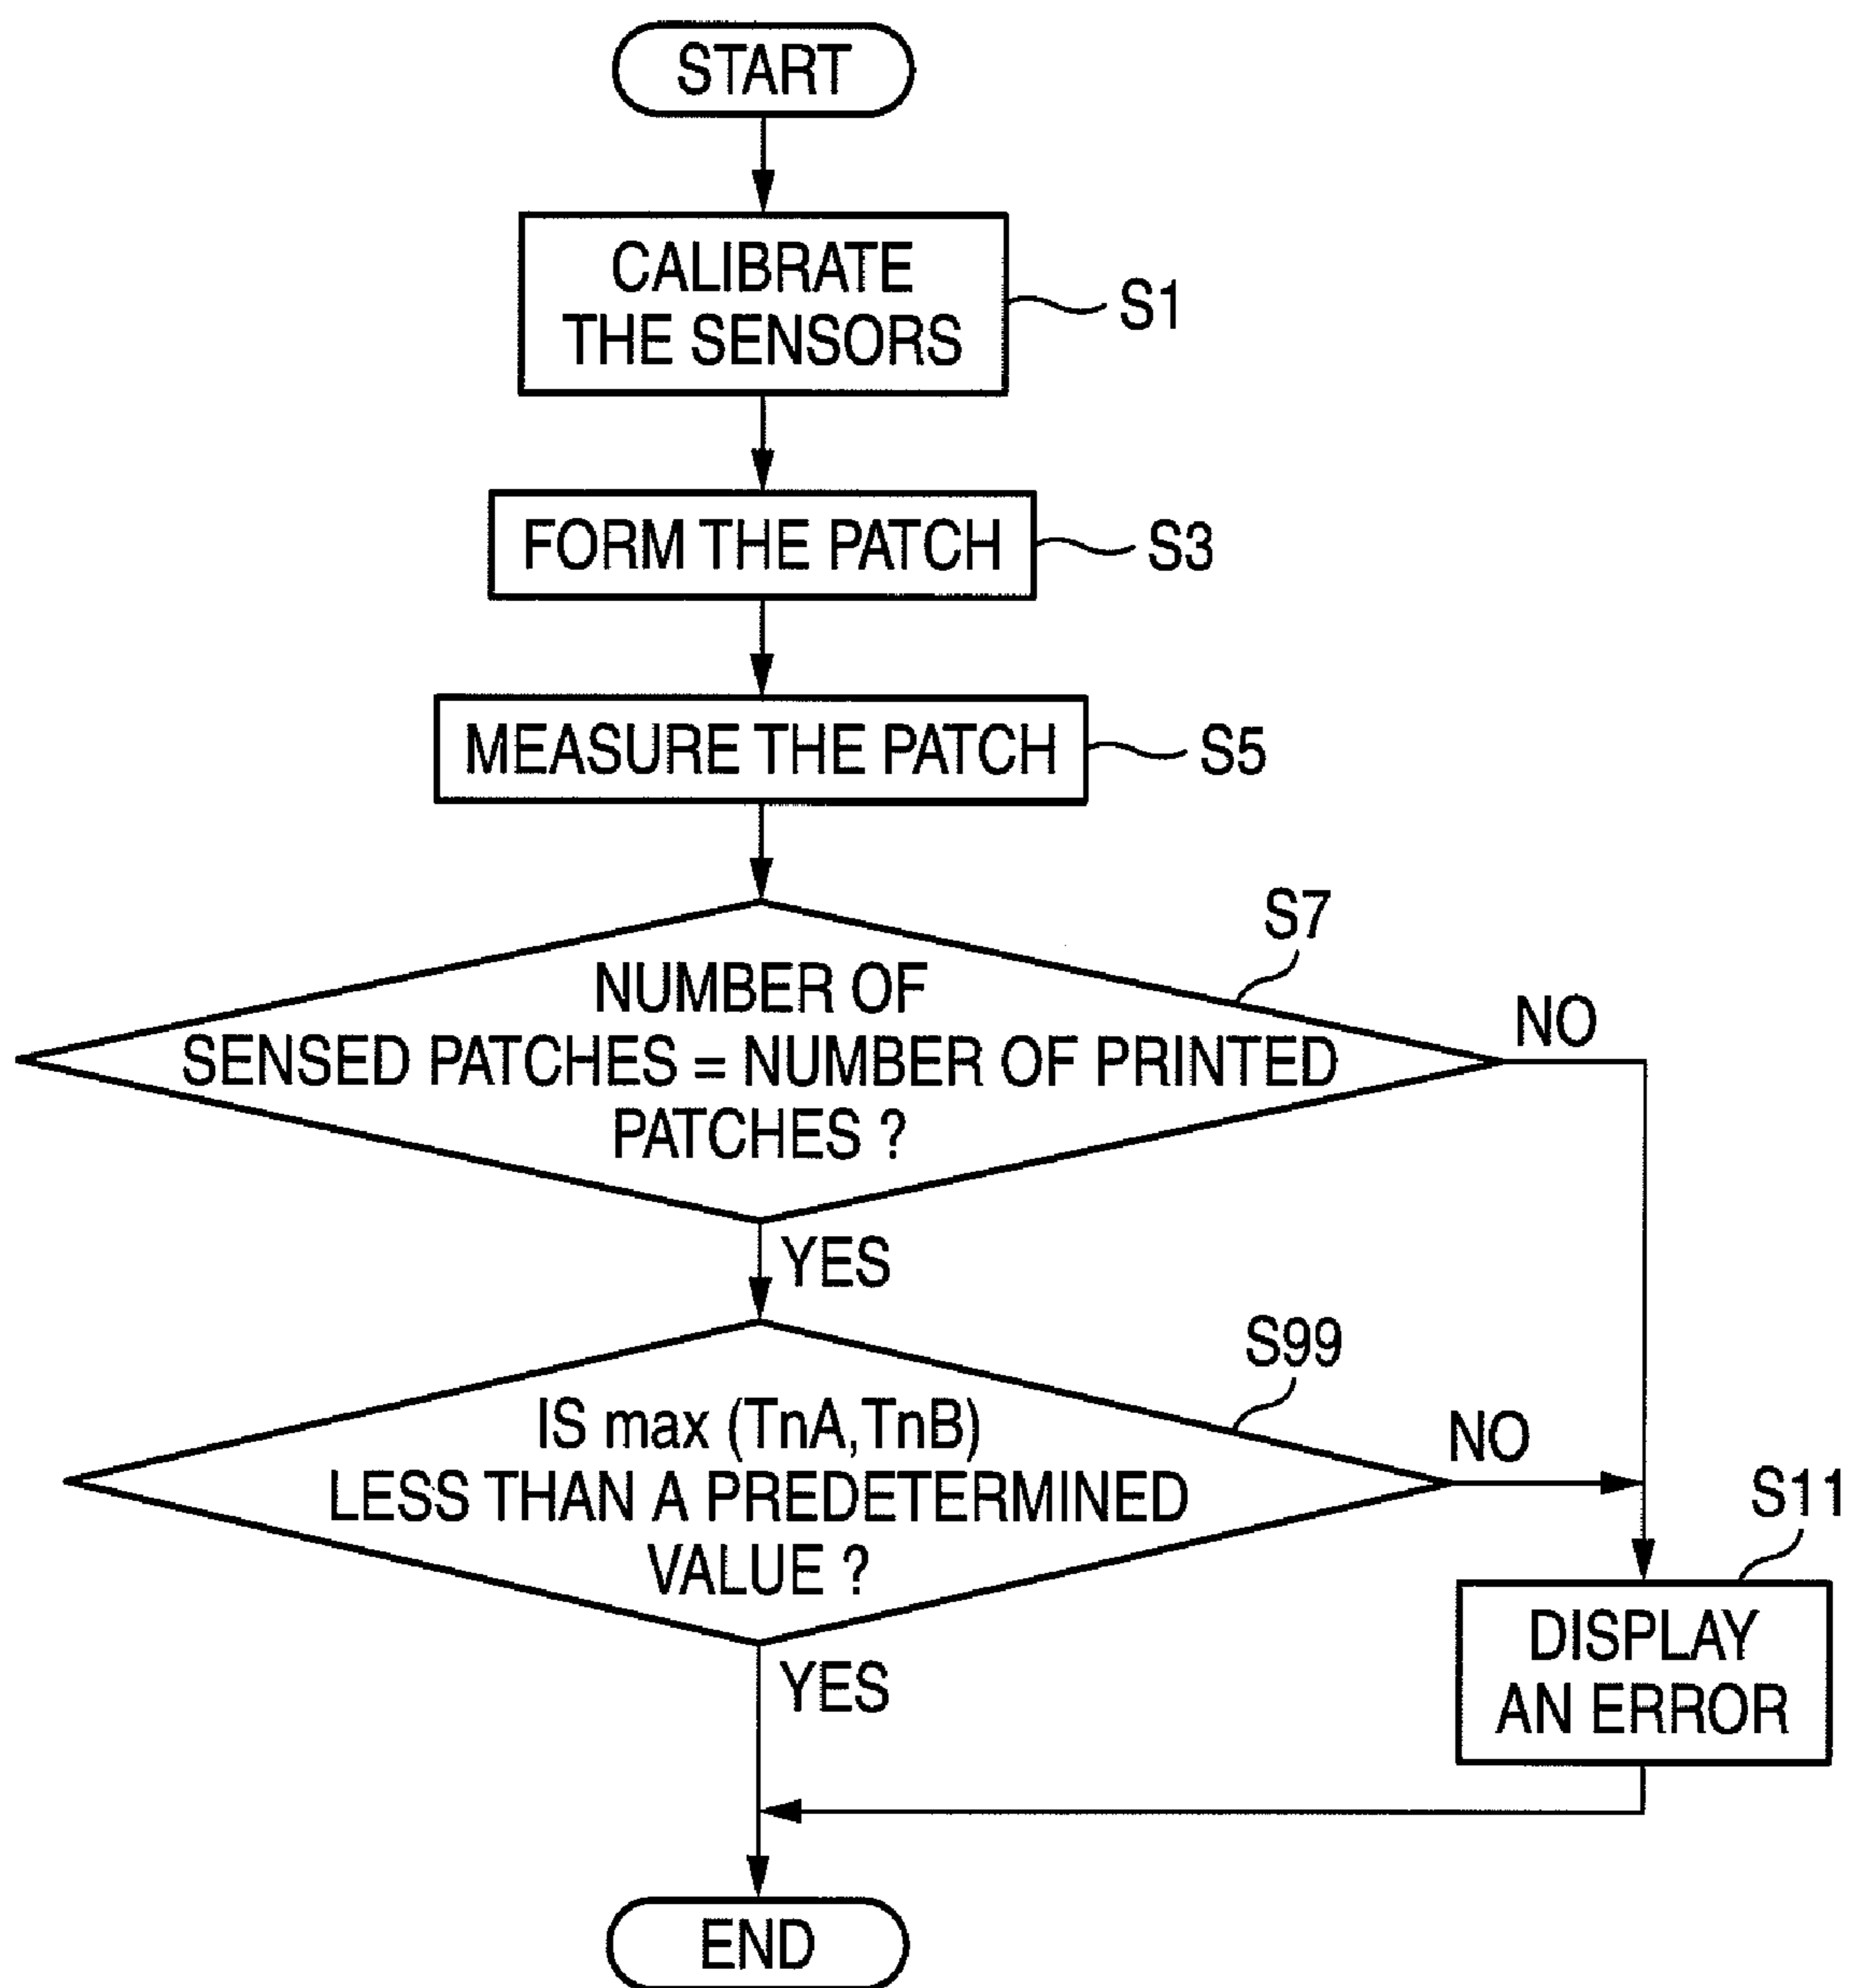 START
CALIBRATE
THE SENSORS
S1
FORM THE PATCH
S3
MEASURE THE PATCH
S5
S7
NUMBER OF
SENSED PATCHES = NUMBER OF PRINTED
PATCHES ?
NO
YES
S99
IS max (TnA,TnB)
LESS THAN A PREDETERMINED
VALUE ?
NO
YES
S11
DISPLAY
AN ERROR
END